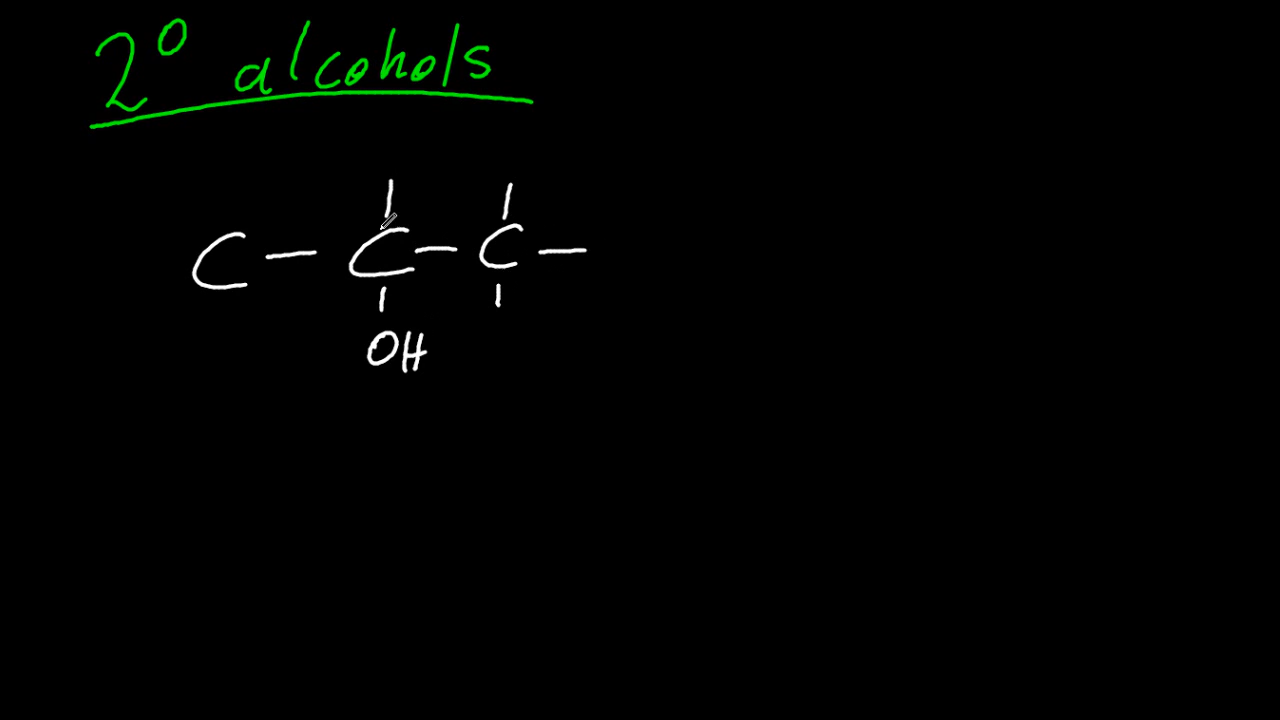 2° alcohols
C – C – C –
OH